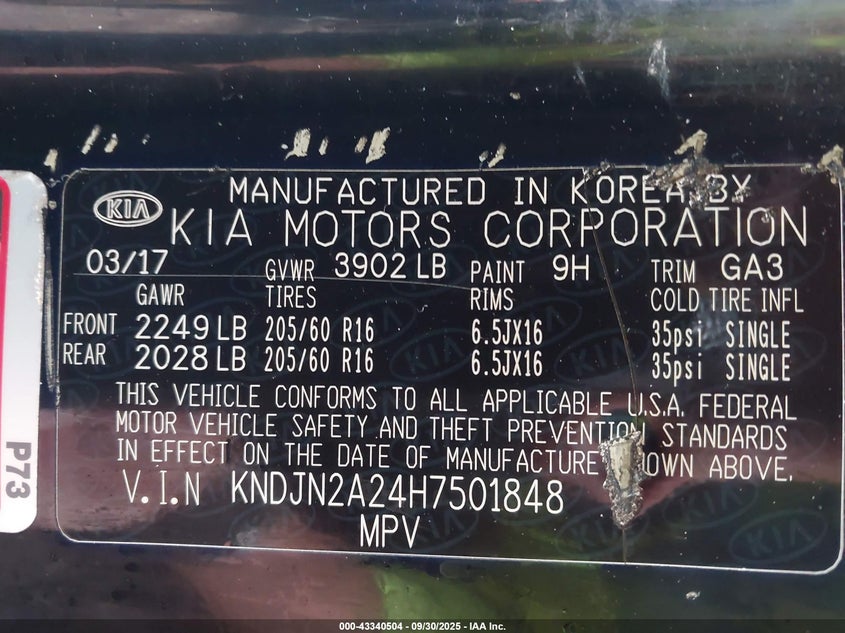 MANUFACTURED IN KOREA BY
KIA KIA MOTORS CORPORATION
03/17 GVWR 3902 LB PAINT 9H TRIM GA3
GAWR TIRES RIMS COLD TIRE INFL
FRONT 2249 LB 205/60 R16 6.5JX16 35psi SINGLE
REAR 2028 LB 205/60 R16 6.5JX16 35psi SINGLE
THIS VEHICLE CONFORMS TO ALL APPLICABLE U.S.A. FEDERAL
MOTOR VEHICLE SAFETY AND THEFT PREVENTION STANDARDS
IN EFFECT ON THE DATE OF MANUFACTURE OWN ABOVE.
V.I.N KNDJN2A24H7501848
MPV
P73
000-43340504 - 09/30/2025 - IAA Inc.